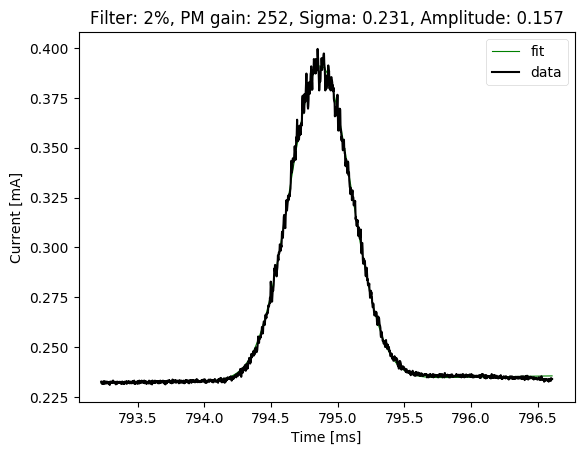 Filter: 2%, PM gain: 252, Sigma: 0.231, Amplitude: 0.157
fit
data
0.400
0.375
0.350
0.325
0.300
0.275
0.250
0.225
Current [mA]
793.5 794.0 794.5 795.0 795.5 796.0 796.5
Time [ms]